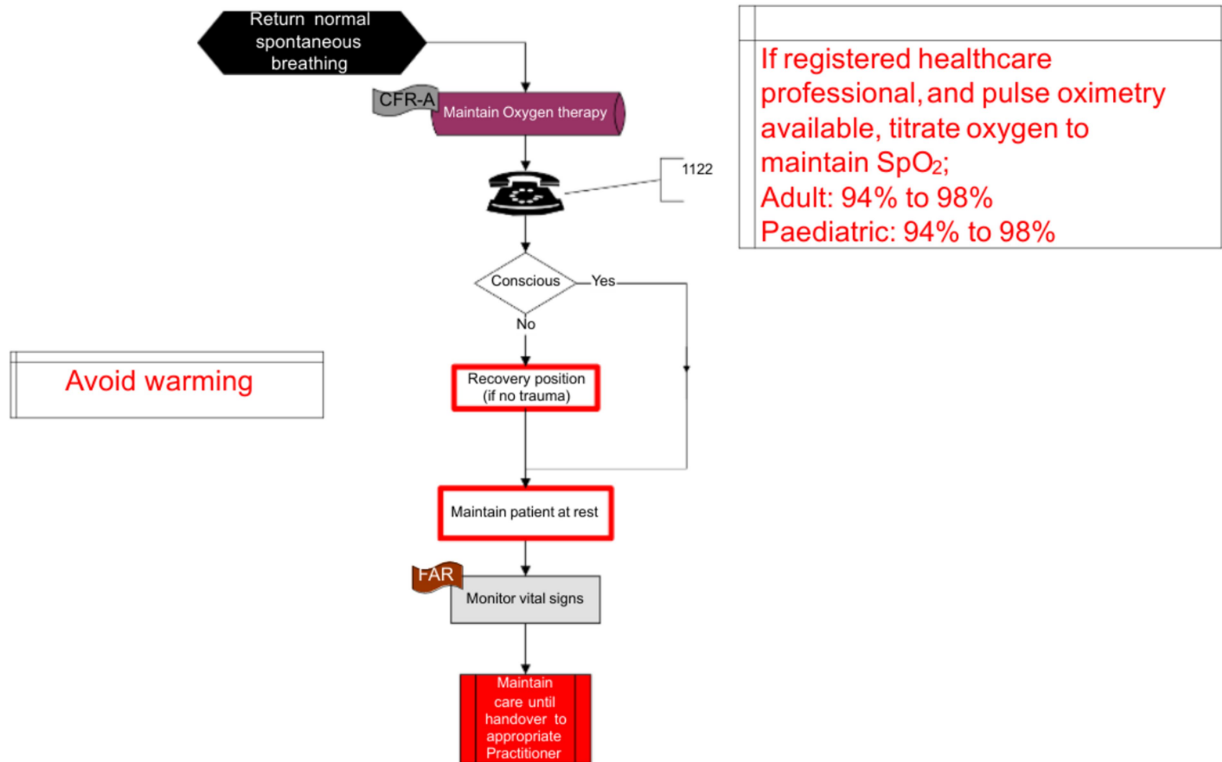 Return normal
spontaneous
breathing
CFR-A
Maintain Oxygen therapy
1122
If registered healthcare
professional, and pulse oximetry
available, titrate oxygen to
maintain SpO₂;
Adult: 94% to 98%
Paediatric: 94% to 98%
Conscious
Yes
No
Avoid warming
Recovery position
(if no trauma)
Maintain patient at rest
FAR
Monitor vital signs
Maintain
care until
handover to
appropriate
Practitioner